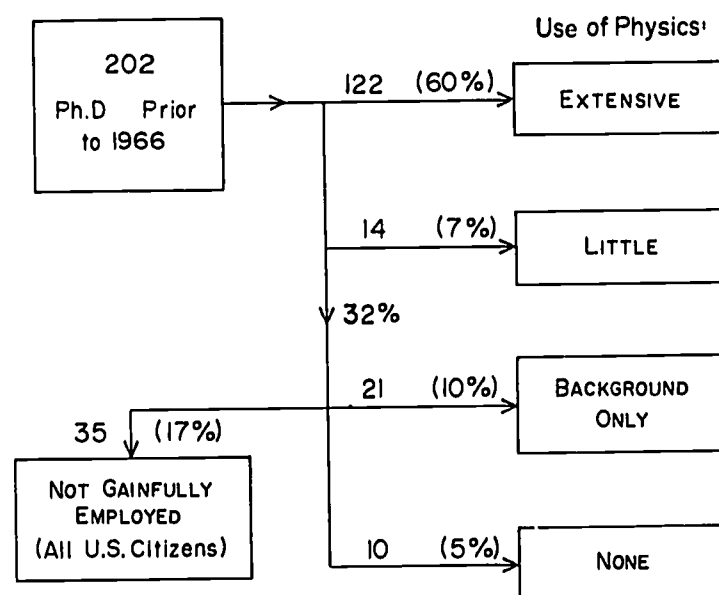 Use of Physics:
202
Ph.D Prior
to 1966
122 (60%)
EXTENSIVE
14 (7%)
LITTLE
32%
21 (10%)
BACKGROUND
ONLY
35 (17%)
NOT GAINFULLY
EMPLOYED
(All U.S. Citizens)
10 (5%)
NONE